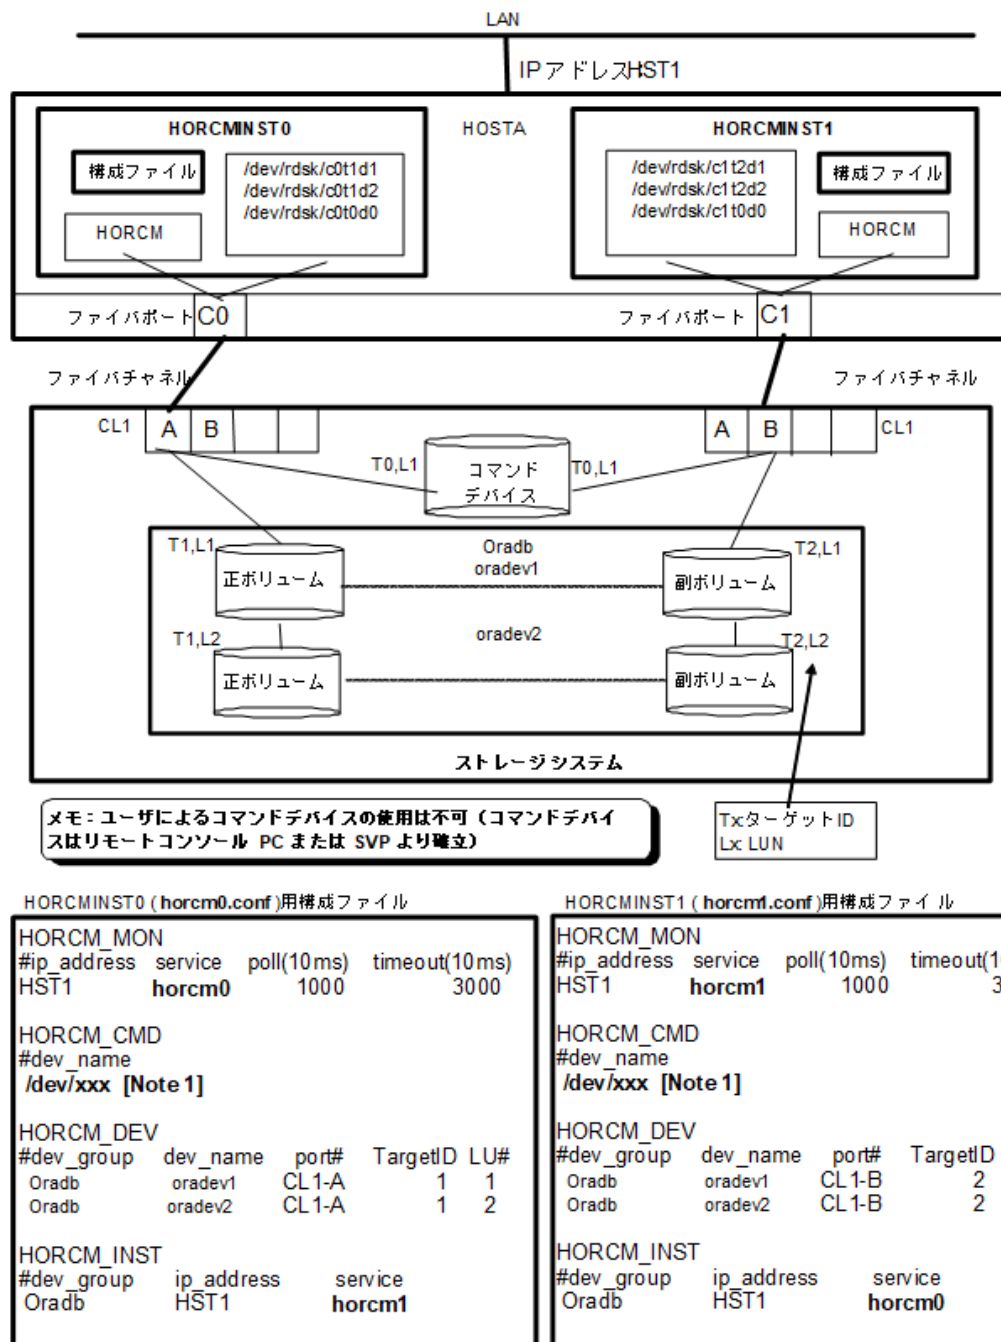 LAN
IPアドレスHST1
HORCMINST0
HOSTA
HORCMINST1
構成ファイル
/dev/rdsk/c0t1d1
/dev/rdsk/c0t1d2
/dev/rdsk/c0t0d0
HORCM
/dev/rdsk/c1t2d1
/dev/rdsk/c1t2d2
/dev/rdsk/c1t0d0
構成ファイル
HORCM
ファイバポート C0
ファイバポート C1
ファイバチャネル
ファイバチャネル
CL1 A B
A B CL1
T0,L1
コマンド
デバイス
T0,L1
T1,L1
Oradb
oradev1
T2,L1
正ボリューム
副ボリューム
T1,L2
oradev2
T2,L2
正ボリューム
副ボリューム
ストレージシステム
メモ：ユーザによるコマンドデバイスの使用は不可（コマンドデバイ
スはリモートコンソール PC または SVP より確立）
Tx:ターゲットID
Lx: LUN
HORCMINST0 ( horcm0.conf )用構成ファイル
HORCM_MON
#ip_address service poll(10ms) timeout(10ms)
HST1 horcm0 1000 3000
HORCM_CMD
#dev_name
/dev/xxx [Note 1]
HORCM_DEV
#dev_group dev_name port# TargetID LU#
Oradb oradev1 CL1-A 1 1
Oradb oradev2 CL1-A 1 2
HORCM_INST
#dev_group ip_address service
Oradb HST1 horcm1
HORCMINST1 ( horcm1.conf )用構成ファイル
HORCM_MON
#ip_address service poll(10ms) timeout(1
HST1 horcm1 1000 3
HORCM_CMD
#dev_name
/dev/xxx [Note 1]
HORCM_DEV
#dev_group dev_name port# TargetID
Oradb oradev1 CL1-B 2
Oradb oradev2 CL1-B 2
HORCM_INST
#dev_group ip_address service
Oradb HST1 horcm0